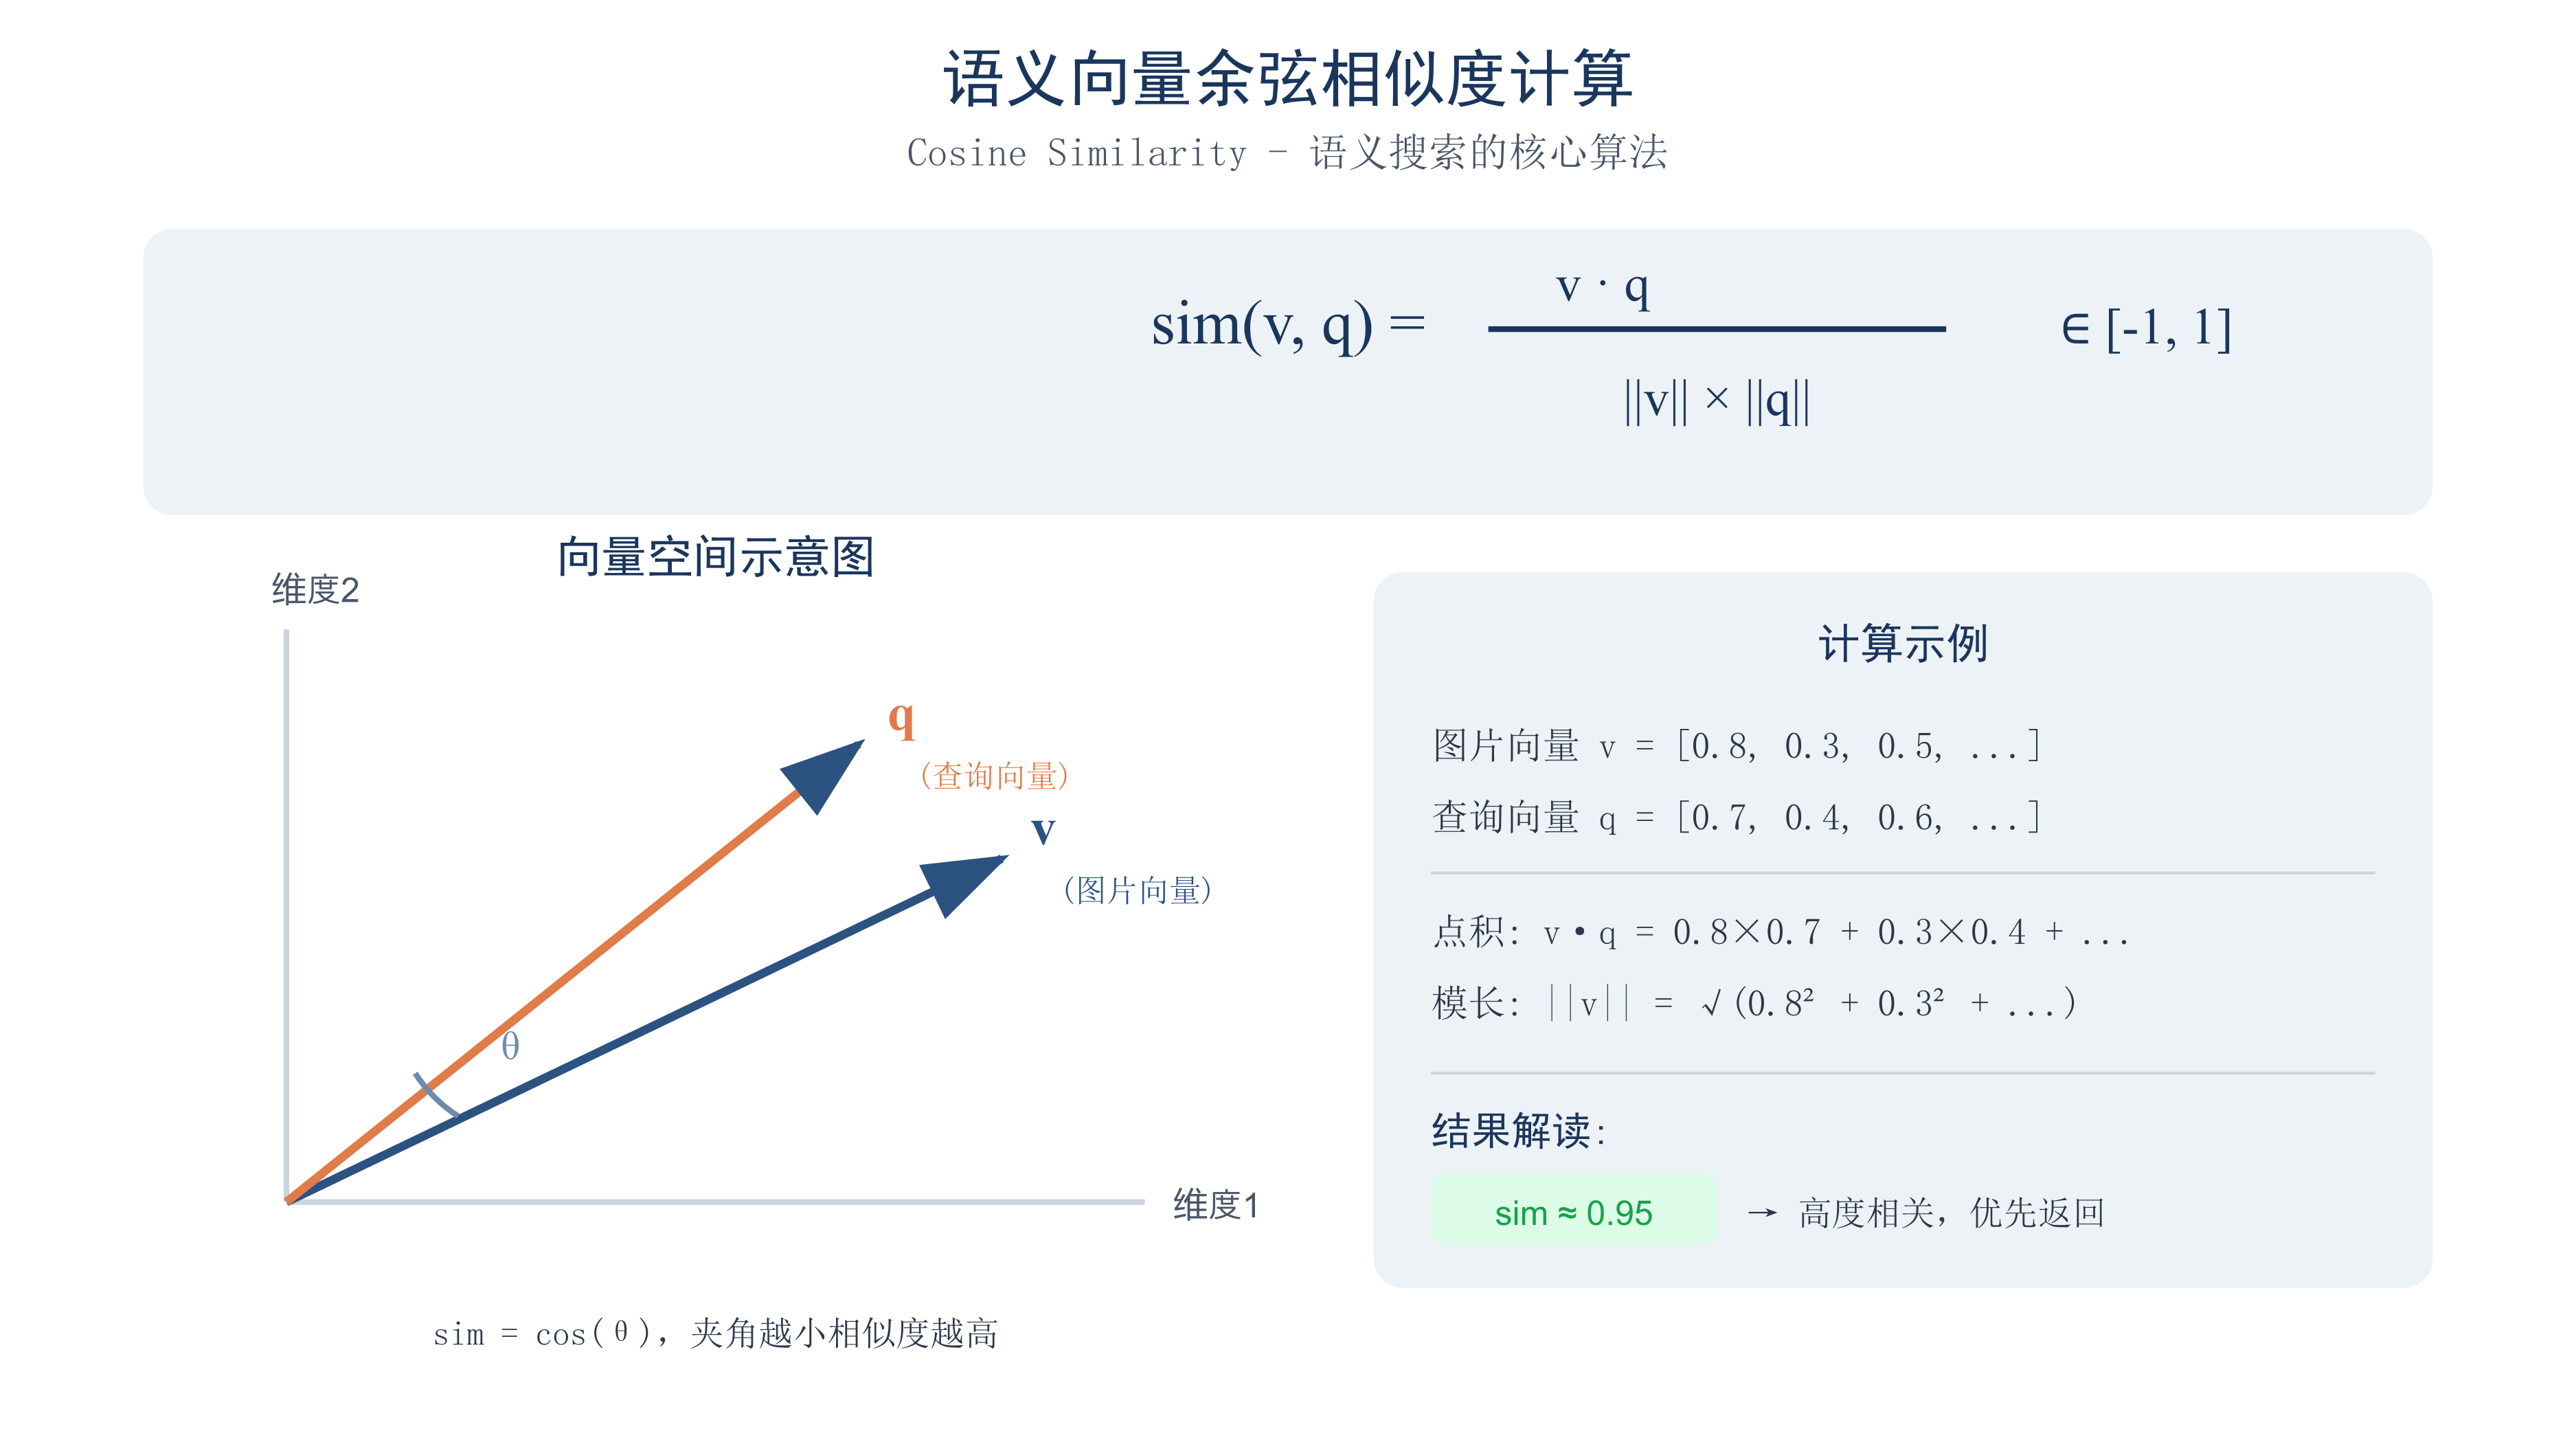 语义向量余弦相似度计算
Cosine Similarity - 语义搜索的核心算法
v · q
sim(v, q) =
∈ [-1, 1]
||v|| × ||q||
向量空间示意图
维度2
q
(查询向量)
v
(图片向量)
θ
维度1
sim = cos(θ), 夹角越小相似度越高
计算示例
图片向量 v = [0.8, 0.3, 0.5, ...]
查询向量 q = [0.7, 0.4, 0.6, ...]
点积: v·q = 0.8×0.7 + 0.3×0.4 + ...
模长: ||v|| = √(0.8² + 0.3² + ...)
结果解读:
sim ≈ 0.95 → 高度相关, 优先返回